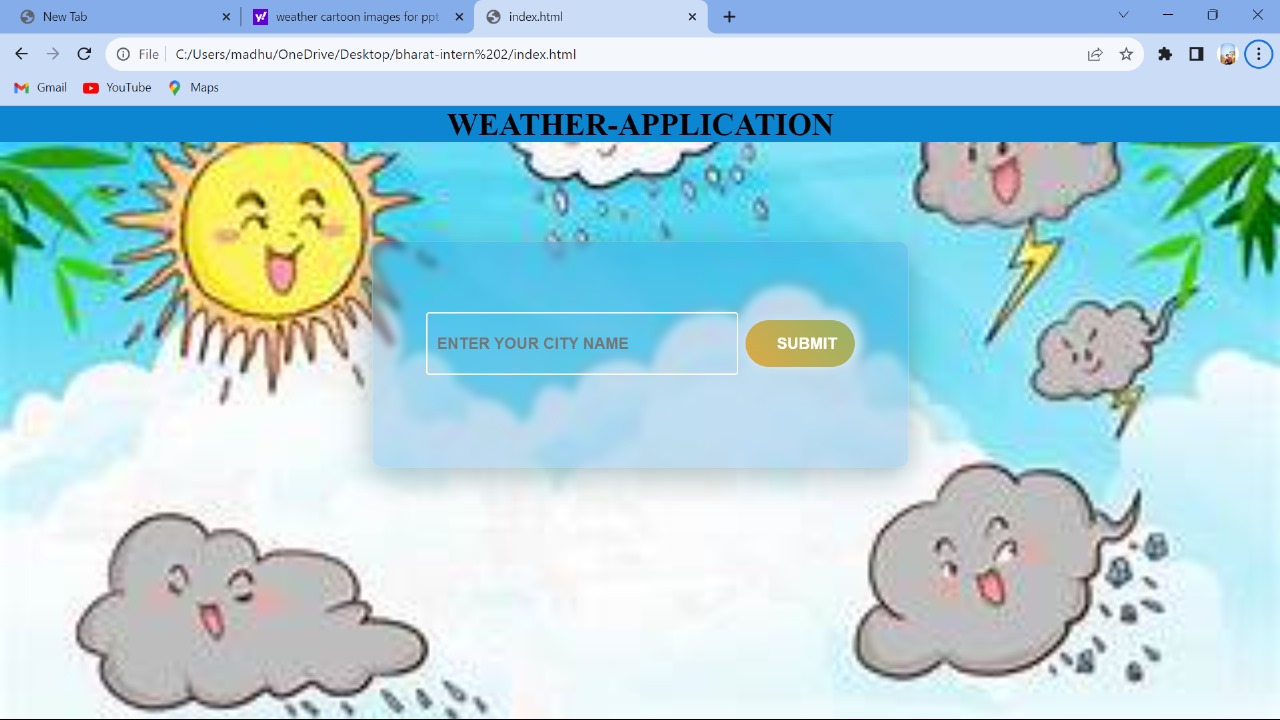 New Tab
weather cartoon images for ppt
index.html
File
C:/Users/madhu/OneDrive/Desktop/bharat-intern%202/index.html
Gmail
YouTube
Maps
WEATHER-APPLICATION
ENTER YOUR CITY NAME
SUBMIT